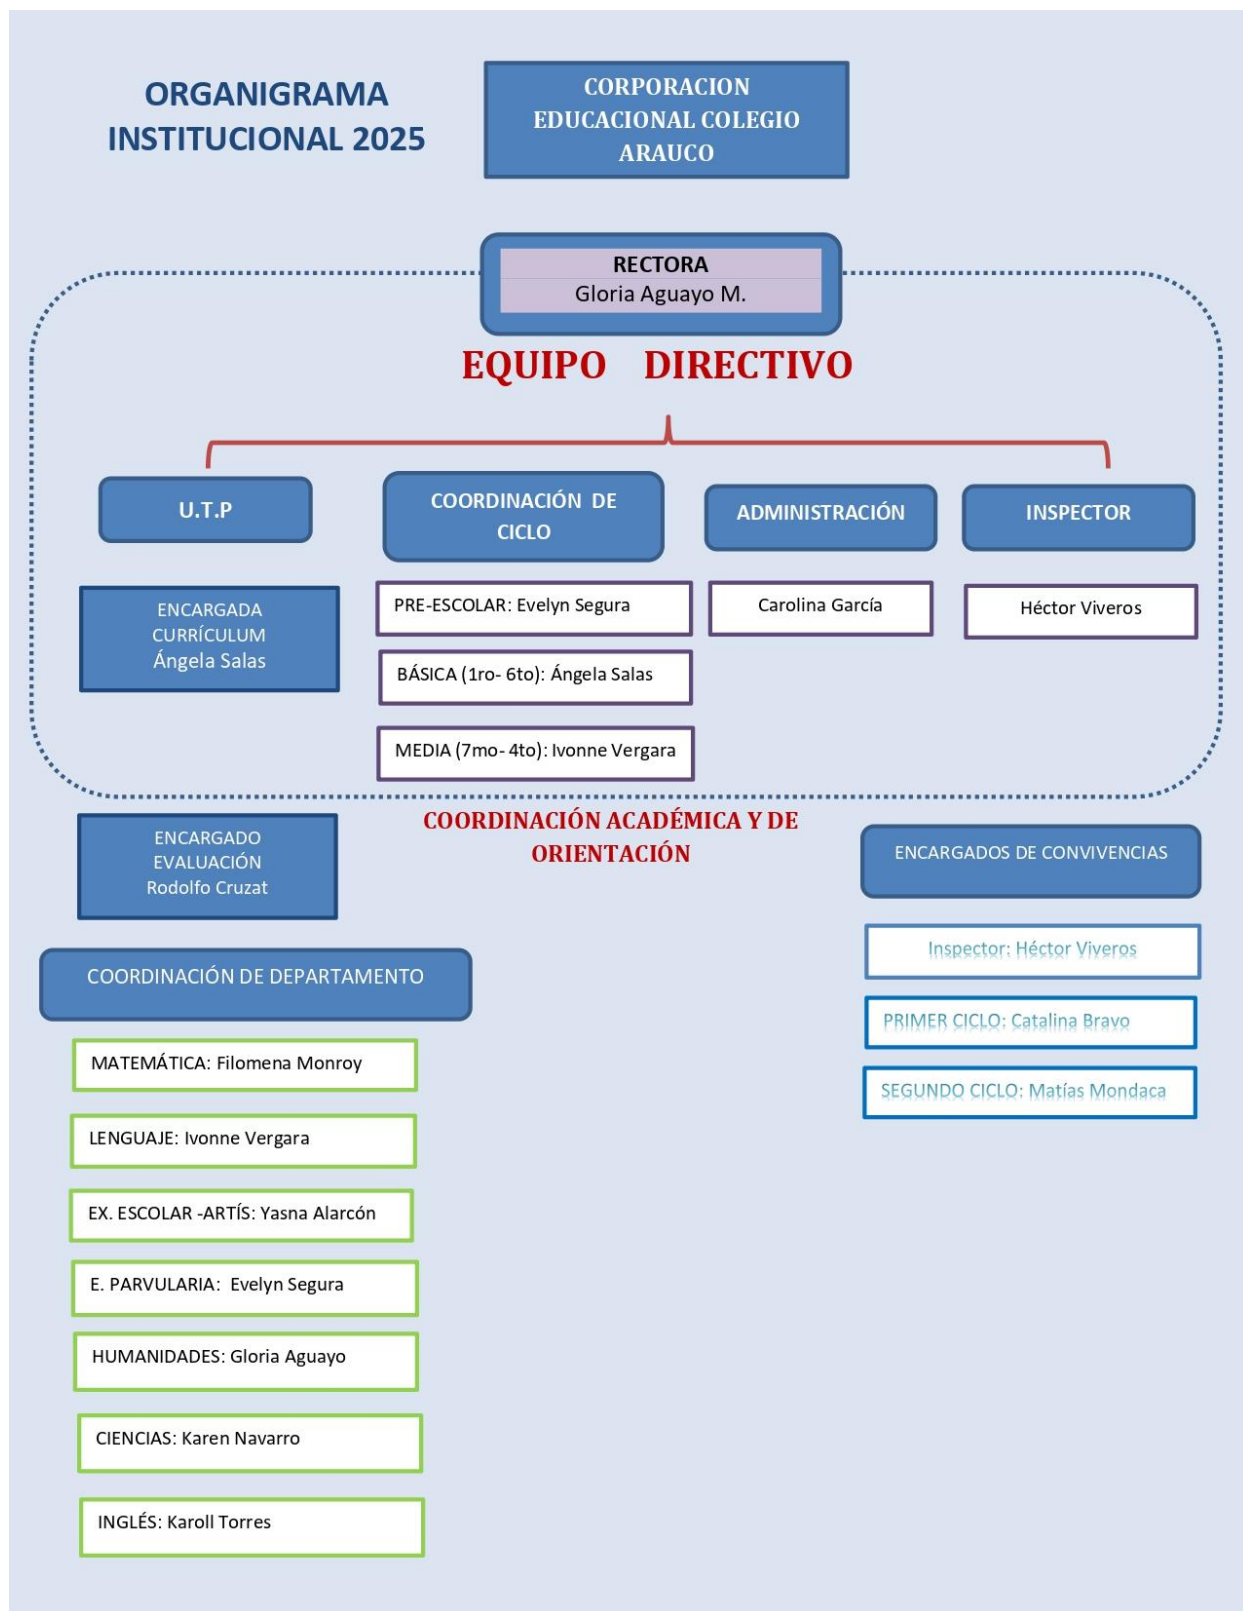 ORGANIGRAMA
INSTITUCIONAL 2025
CORPORACION
EDUCACIONAL COLEGIO
ARAUCO
RECTORA
Gloria Aguayo M.
EQUIPO DIRECTIVO
U.T.P
COORDINACIÓN DE
CICLO
ADMINISTRACIÓN
INSPECTOR
ENCARGADA
CURRÍCULUM
Ángela Salas
PRE-ESCOLAR: Evelyn Segura
BÁSICA (1ro- 6to): Ángela Salas
MEDIA (7mo- 4to): Ivonne Vergara
Carolina García
Héctor Viveros
ENCARGADO
EVALUACIÓN
Rodolfo Cruzat
COORDINACIÓN ACADÉMICA Y DE
ORIENTACIÓN
ENCARGADOS DE CONVIVENCIAS
Inspector: Héctor Viveros
PRIMER CICLO: Catalina Bravo
SEGUNDO CICLO: Matías Mondaca
COORDINACIÓN DE DEPARTAMENTO
MATEMÁTICA: Filomena Monroy
LENGUAJE: Ivonne Vergara
EX. ESCOLAR -ARTÍS: Yasna Alarcón
E. PARVULARIA: Evelyn Segura
HUMANIDADES: Gloria Aguayo
CIENCIAS: Karen Navarro
INGLÉS: Karoll Torres